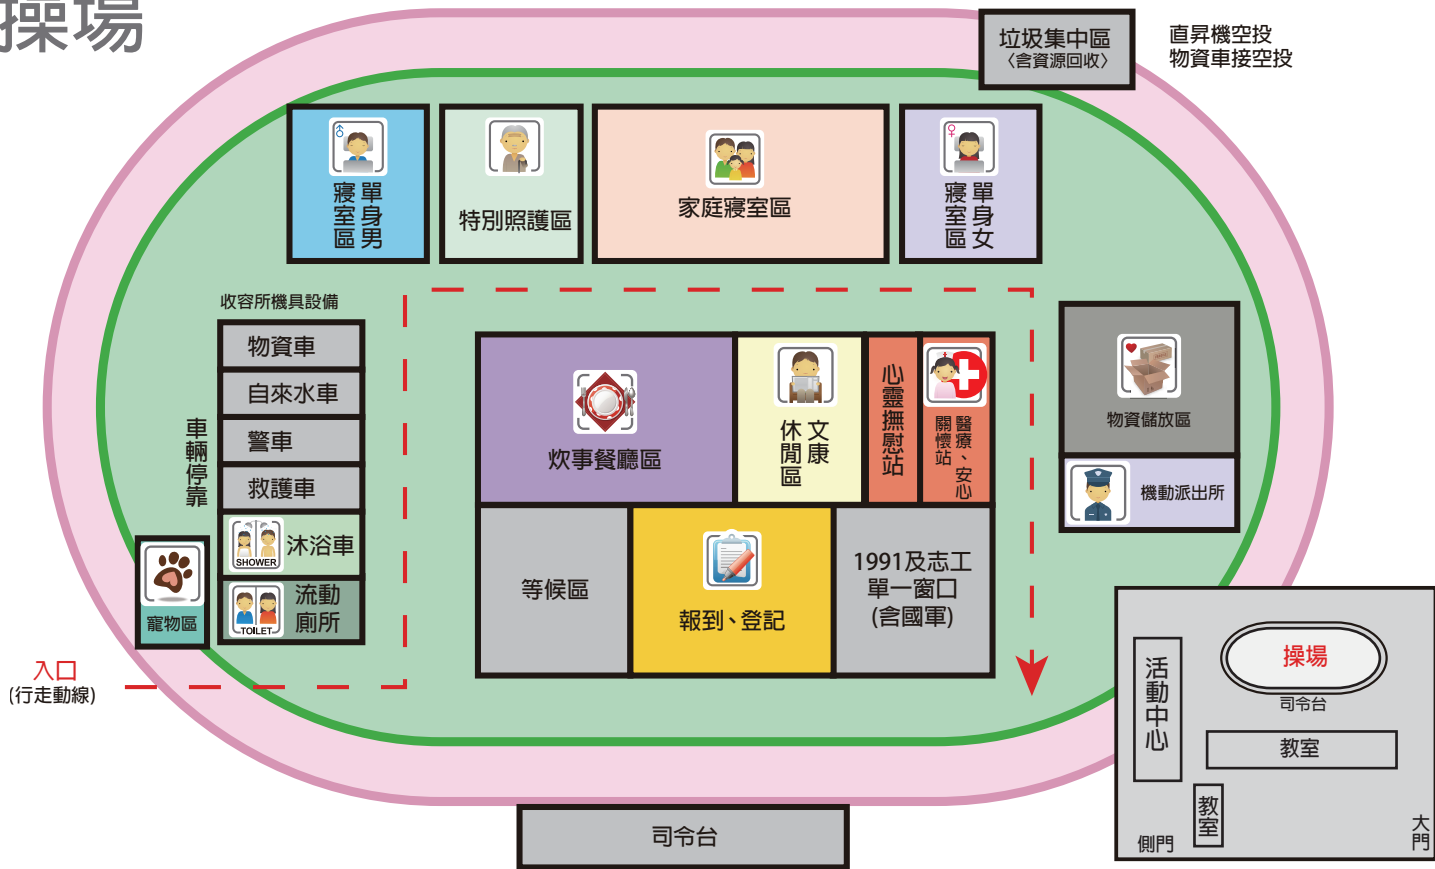 操場
垃圾集中區
〈含資源回收〉
直昇機空投
物資車接空投
單身男
寢室區
特別照護區
家庭寢室區
單身女
寢室區
收容所機具設備
物資車
自來水車
警車
救護車
SHOWER
沐浴車
TOILET
流動
廁所
車輛停靠
寵物區
入口
(行走動線)
炊事餐廳區
文康
休閒區
心靈撫慰站
醫療、安心
關懷站
等候區
報到、登記
1991及志工
單一窗口
(含國軍)
物資儲放區
機動派出所
司令台
操場
司令台
活動中心
教室
教室
側門
大門